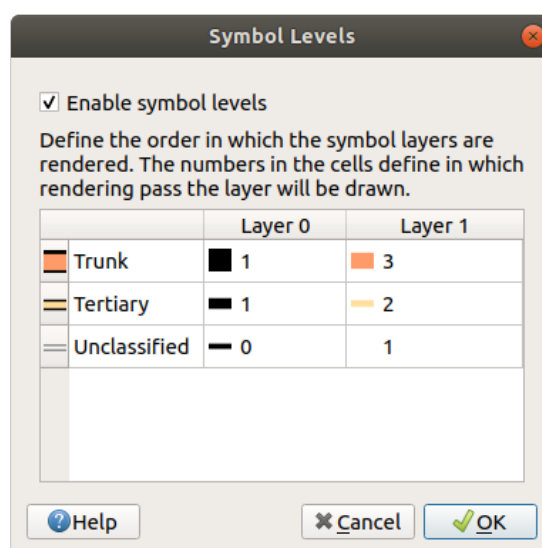 Symbol Levels
Enable symbol levels
Define the order in which the symbol layers are
rendered. The numbers in the cells define in which
rendering pass the layer will be drawn.
Layer 0 Layer 1
Trunk 1 3
Tertiary 1 2
Unclassified 0 1
Help Cancel OK